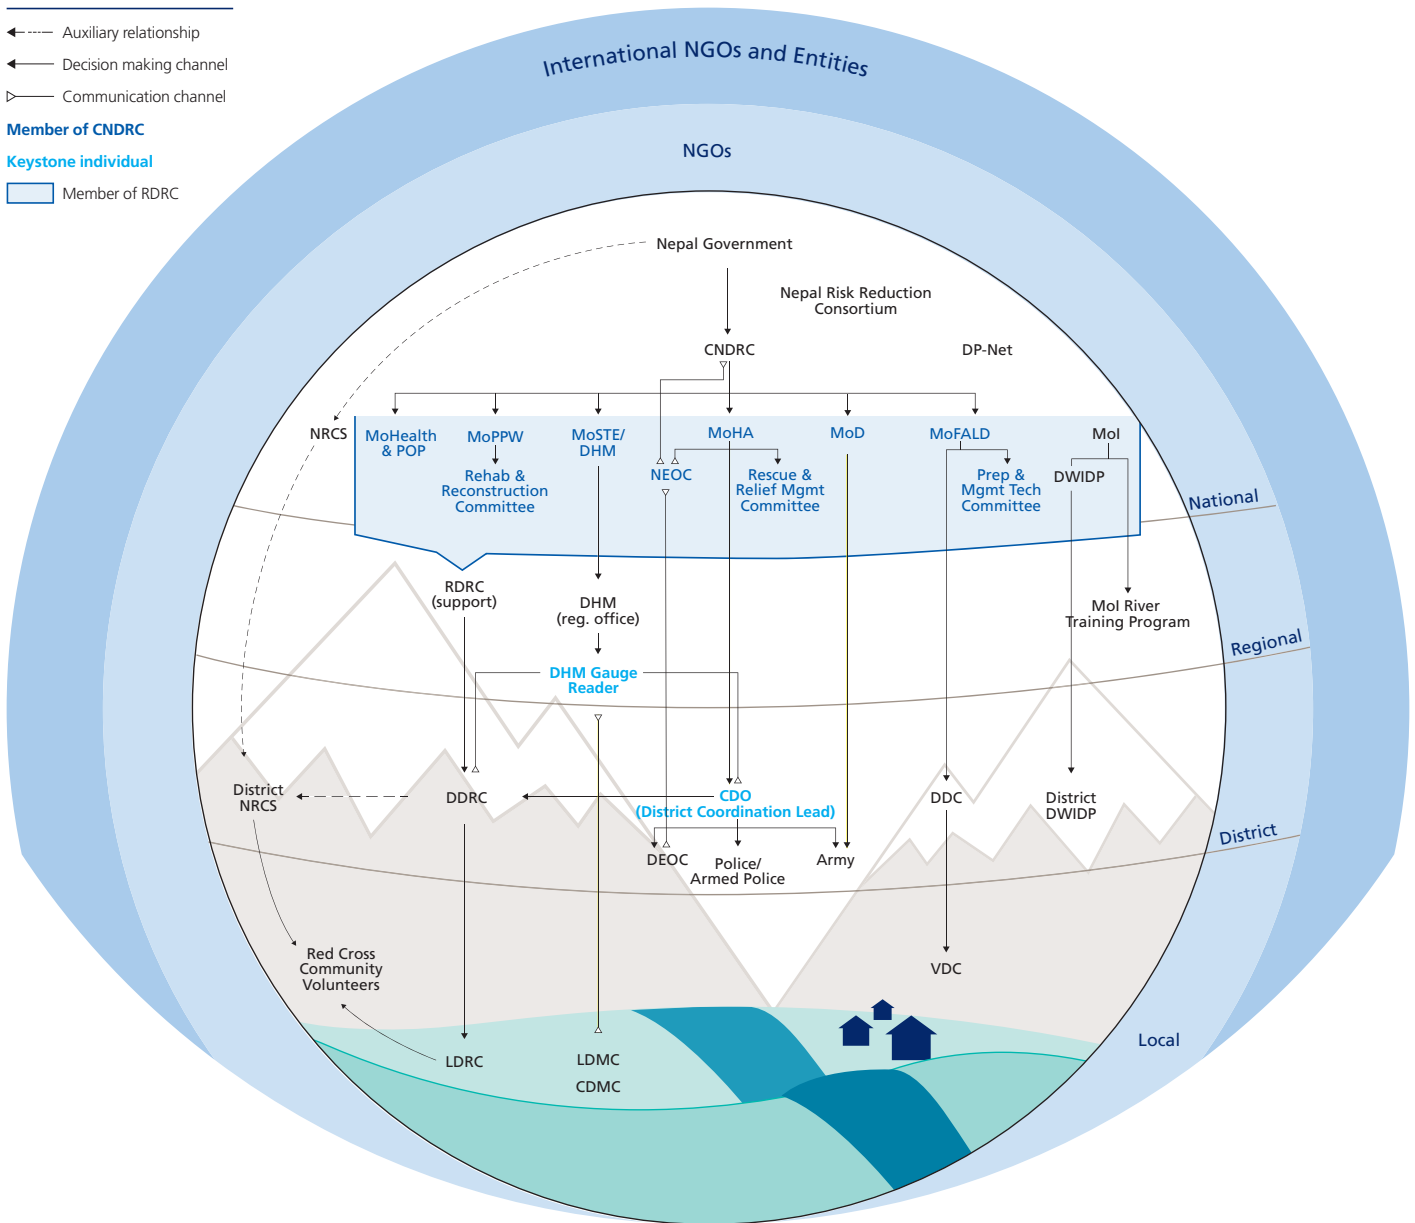 Auxiliary relationship
Decision making channel
Communication channel
Member of CNDRC
Keystone individual
Member of RDRC
International NGOs and Entities
NGOs
Nepal Government
Nepal Risk Reduction
Consortium
CNDRC
DP-Net
NRCS
MoHealth
& POP
MoPPW
MoSTE/
DHM
MoHA
MoD
MoFALD
MoI
Rehab &
Reconstruction
Committee
NEOC
Rescue &
Relief Mgmt
Committee
Prep &
Mgmt Tech
Committee
DWIDP
National
RDRC
(support)
DHM
(reg. office)
MoI River
Training Program
Regional
DHM Gauge
Reader
District
NRCS
DDRC
CDO
(District Coordination Lead)
DDC
District
DWIDP
District
DEOC
Police/
Armed Police
Army
Red Cross
Community
Volunteers
VDC
Local
LDRC
LDMC
CDMC